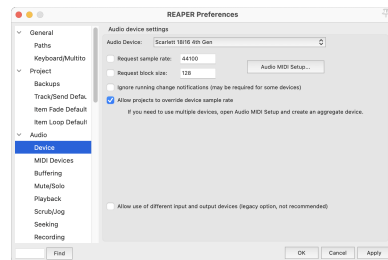 REAPER Preferences
General
Paths
Keyboard/Multito
Project
Backups
Track/Send Defau
Item Fade Default
Item Loop Default
Audio
Device
MIDI Devices
Buffering
Mute/Solo
Playback
Scrub/Jog
Seeking
Recording
Find
Audio device settings
Audio Device: Scarlett 18i16 4th Gen
Request sample rate: 44100
Request block size: 128
Audio MIDI Setup...
Ignore running change notifications (may be required for some devices)
Allow projects to override device sample rate
If you need to use multiple devices, open Audio MIDI Setup and create an aggregate device.
Allow use of different input and output devices (legacy option, not recommended)
OK Cancel Apply